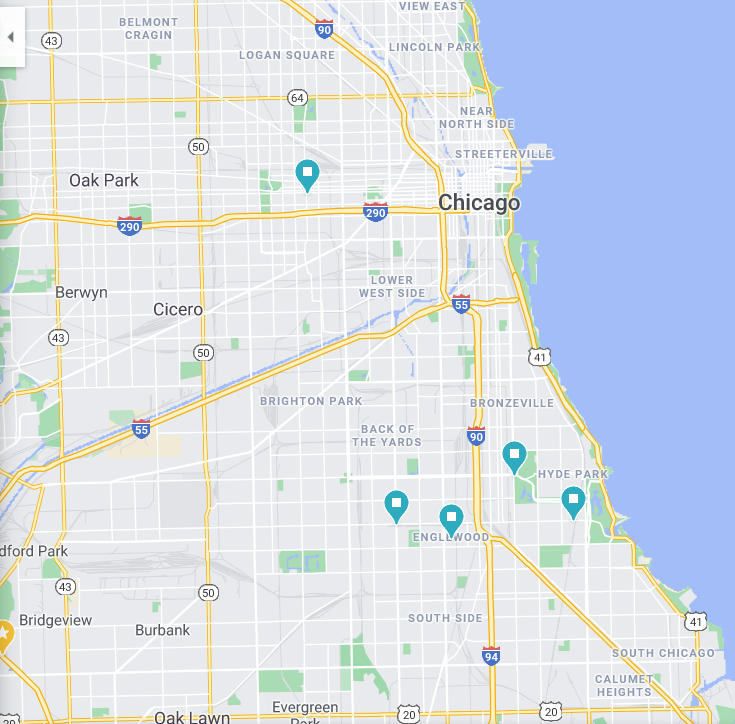 VIEW EAST
BELMONT
CRAGIN
90
43
LINCOLN PARK
LOGAN SQUARE
64
NEAR
NORTH SIDE
50
STREETERVILLE
Oak Park
Chicago
290
290
LOWER
WEST SIDE
Berwyn
55
Cicero
43
50
41
BRIGHTON PARK
BRONZEVILLE
55
BACK OF
THE YARDS
90
HYDE PARK
ENGLEWOOD
dford Park
43
50
Bridgeview
SOUTH SIDE
41
Burbank
SOUTH CHICAGO
94
CALUMET
HEIGHTS
Evergreen
Park
20
20
Oak Lawn
20